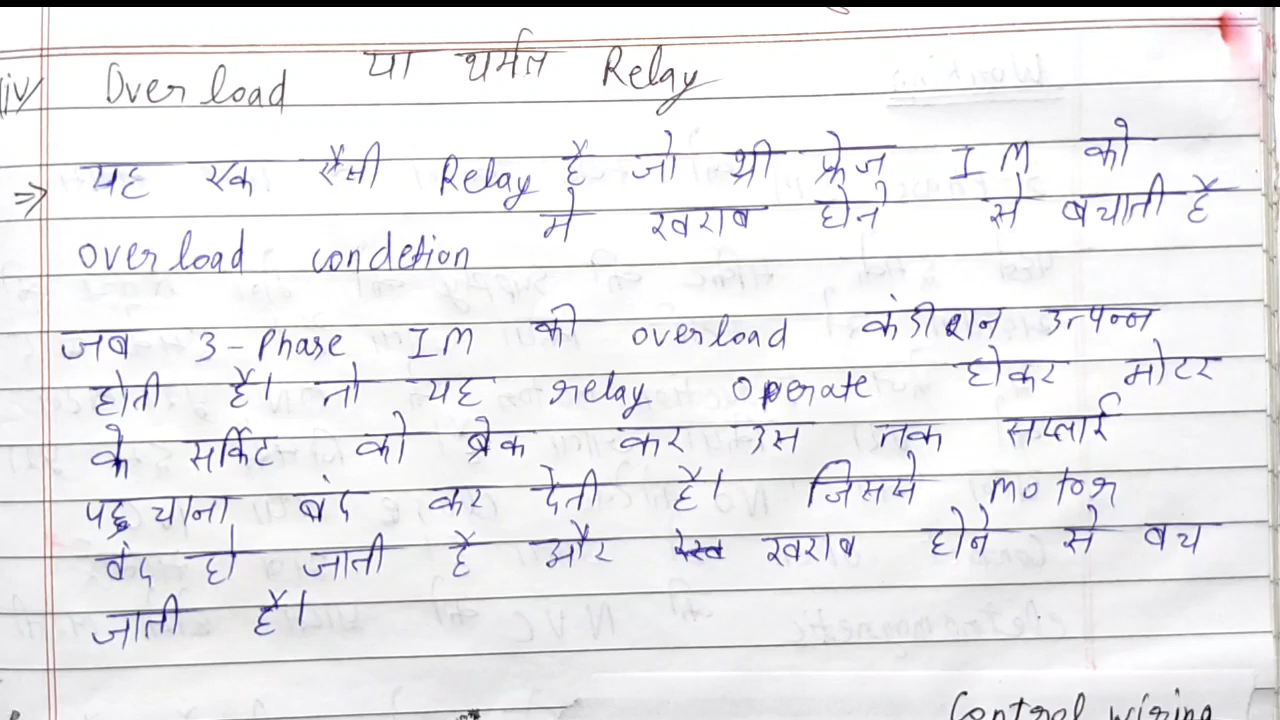 (iv) Over load या थर्मल Relay
⇒ यह एक ऐसी Relay है जो थ्री फ्रेज IM को
overload condetion मे खराब होने से बचाती है
जब 3-Phase IM की overload कंडीशन उत्पन्न
होती है। तो यह relay operate होकर मोटर
के सर्किट को ब्रेक कर उस तक सप्लाई
पहुचाना बंद कर देती है। जिससे motor
बंद हो जाती है और खराब होने से बच
जाती है।
Control wiring